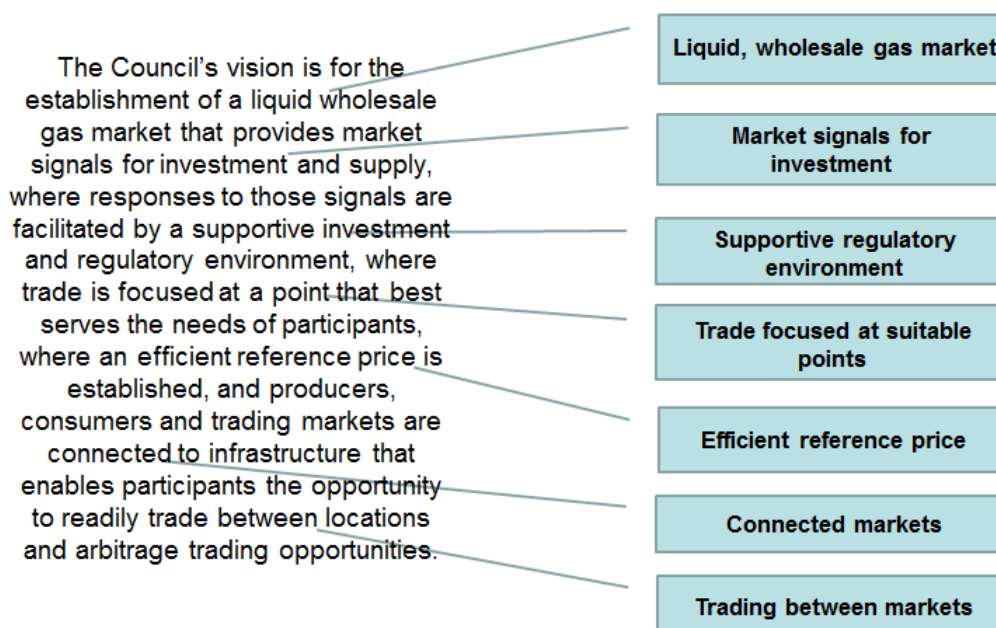 The Council's vision is for the
establishment of a liquid wholesale
gas market that provides market
signals for investment and supply,
where responses to those signals are
facilitated by a supportive investment
and regulatory environment, where
trade is focused at a point that best
serves the needs of participants,
where an efficient reference price is
established, and producers,
consumers and trading markets are
connected to infrastructure that
enables participants the opportunity
to readily trade between locations
and arbitrage trading opportunities.
Liquid, wholesale gas market
Market signals for
investment
Supportive regulatory
environment
Trade focused at suitable
points
Efficient reference price
Connected markets
Trading between markets